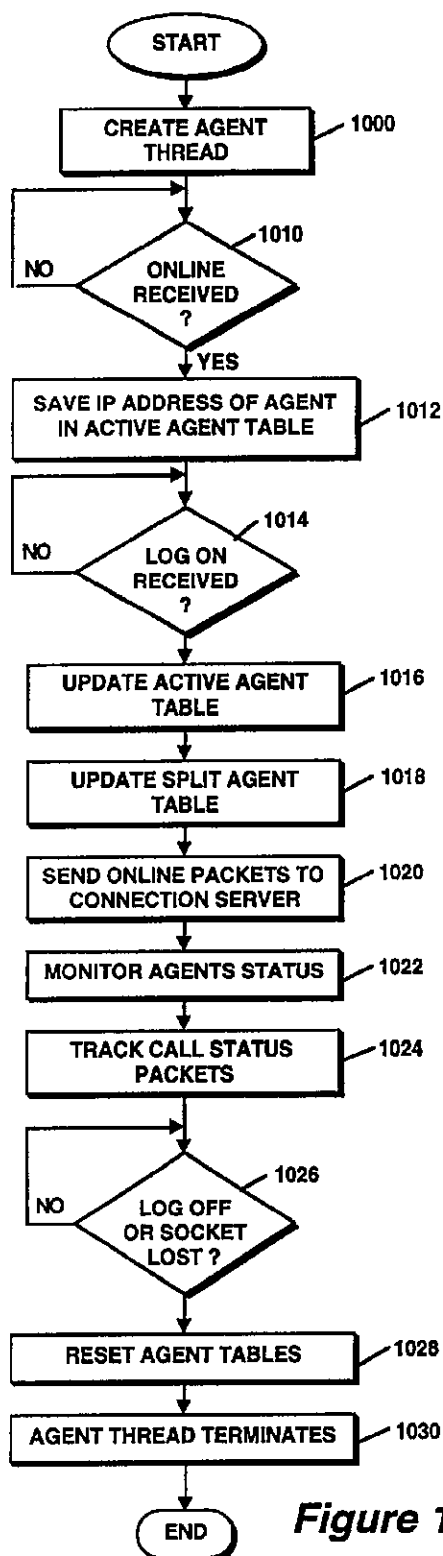 START
CREATE AGENT
THREAD
1000
1010
NO
ONLINE
RECEIVED
?
YES
SAVE IP ADDRESS OF AGENT
IN ACTIVE AGENT TABLE
1012
1014
NO
LOG ON
RECEIVED
?
UPDATE ACTIVE AGENT
TABLE
1016
UPDATE SPLIT AGENT
TABLE
1018
SEND ONLINE PACKETS TO
CONNECTION SERVER
1020
MONITOR AGENTS STATUS
1022
TRACK CALL STATUS
PACKETS
1024
1026
NO
LOG OFF
OR SOCKET
LOST ?
RESET AGENT TABLES
1028
AGENT THREAD TERMINATES
1030
END
Figure